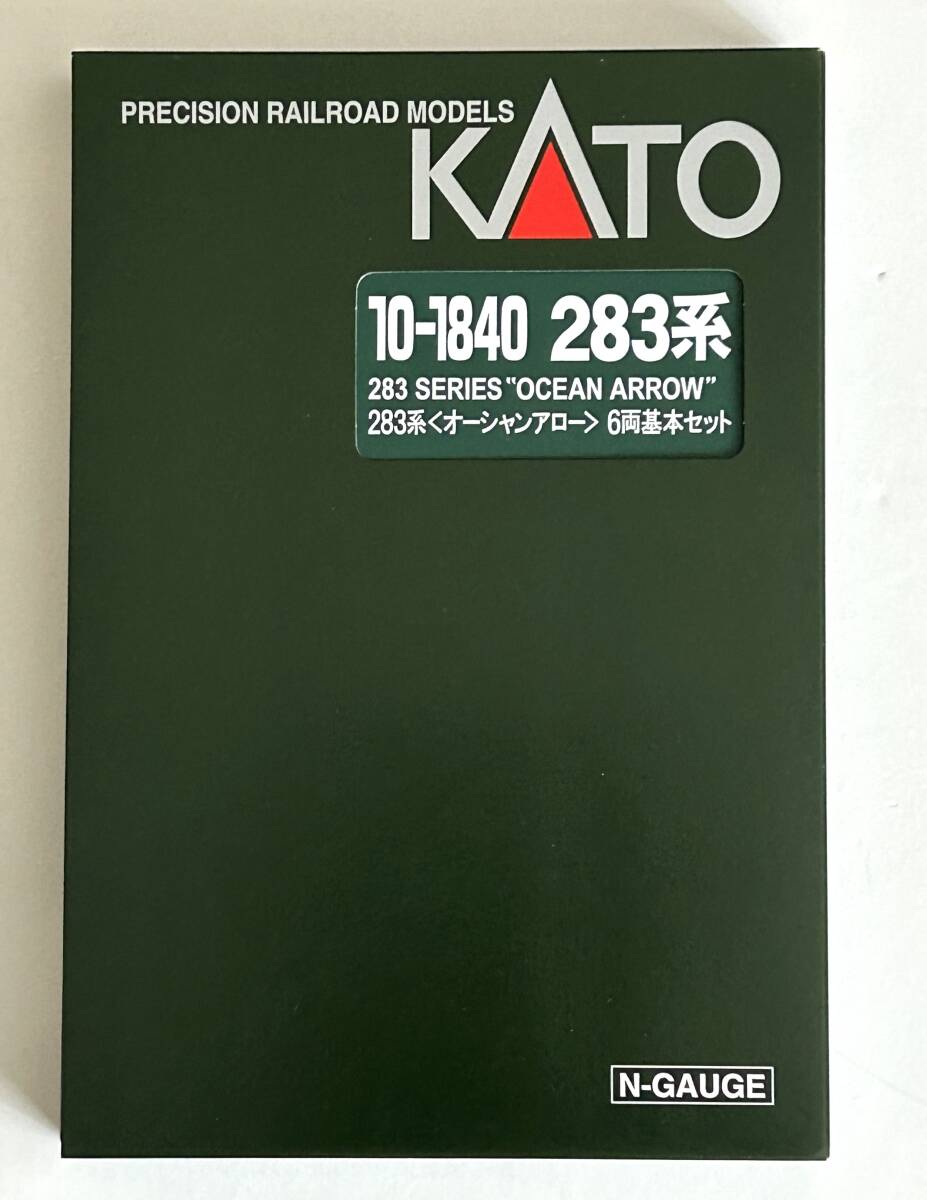 PRECISION RAILROAD MODELS
KATO
10-1840 283系
283 SERIES "OCEAN ARROW"
283系<オーシャンアロー> 6両基本セット
N-GAUGE